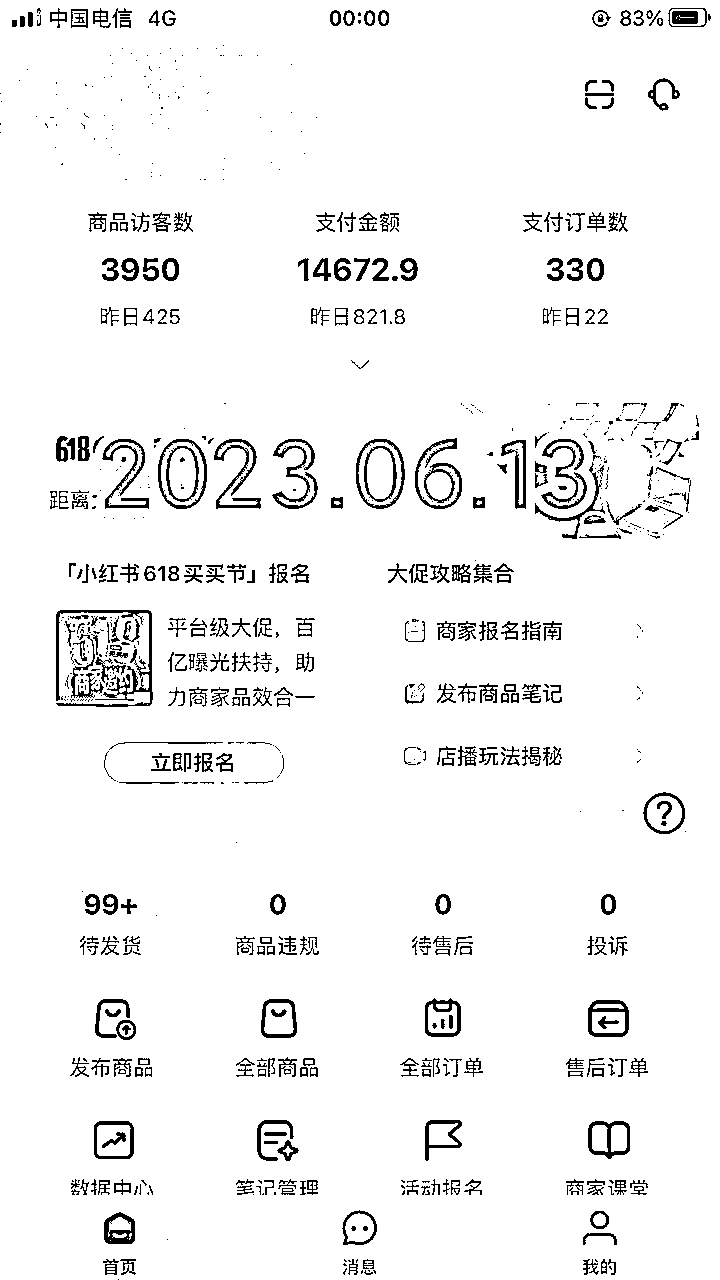 中国电信 4G 00:00 83%
商品访客数 支付金额 支付订单数
3950 14672.9 330
昨日425 昨日821.8 昨日22
618
2023.06.13
距离:
「小红书618买买节」报名 大促攻略集合
平台级大促，百
亿曝光扶持，助
力商家品效合一
立即报名
商家报名指南
发布商品笔记
店播玩法揭秘
99+ 0 0 0
待发货 商品违规 待售后 投诉
发布商品 全部商品 全部订单 售后订单
数据中心 笔记管理 活动报名 商家课堂
首页 消息 我的